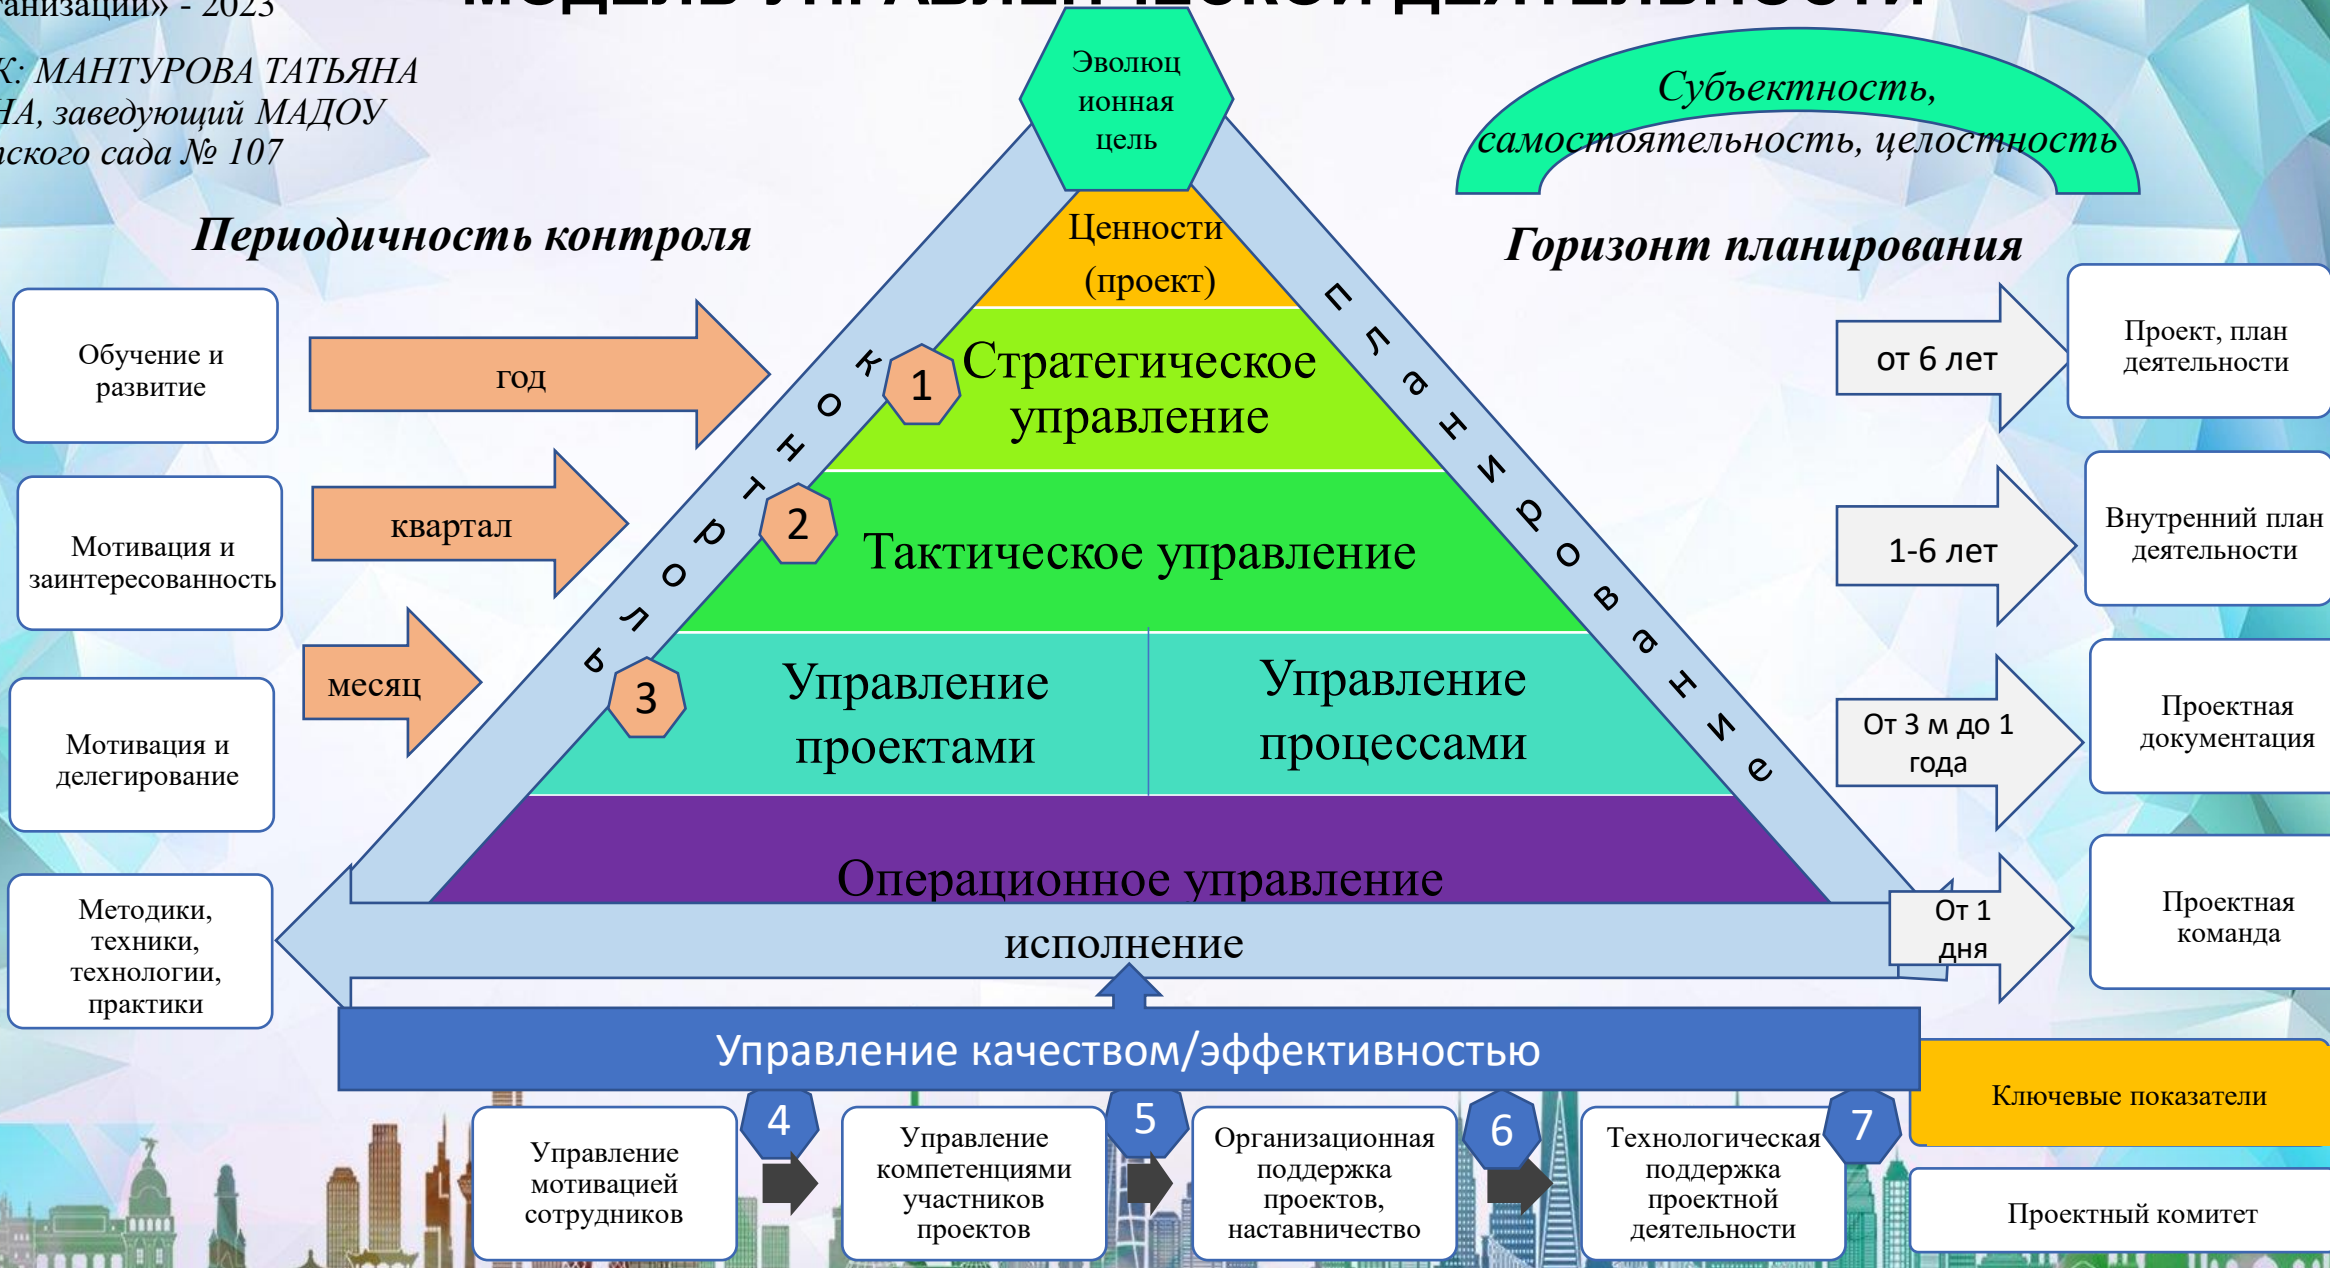 МОДЕЛЬ УПРАВЛЕНЧЕСКОЙ ДЕЯТЕЛЬНОСТИ
- 2023
МАНТУРОВА ТАТЬЯНА
заведующий МАДОУ
сада № 107
Эволюц
ионная
цель
Субъектность,
самостоятельность, целостность
Периодичность контроля
Горизонт планирования
Ценности
(проект)
Обучение и
развитие
год
контроль
планирование
1
Стратегическое
управление
от 6 лет
Проект, план
деятельности
Мотивация и
заинтересованность
квартал
2
Тактическое управление
1-6 лет
Внутренний план
деятельности
Мотивация и
делегирование
месяц
3
Управление
проектами
Управление
процессами
От 3 м до 1
года
Проектная
документация
Методики,
техники,
технологии,
практики
Операционное управление
исполнение
От 1
дня
Проектная
команда
Управление качеством/эффективностью
Управление
мотивацией
сотрудников
4
Управление
компетенциями
участников
проектов
5
Организационная
поддержка
проектов,
наставничество
6
Технологическая
поддержка
проектной
деятельности
7
Ключевые показатели
Проектный комитет